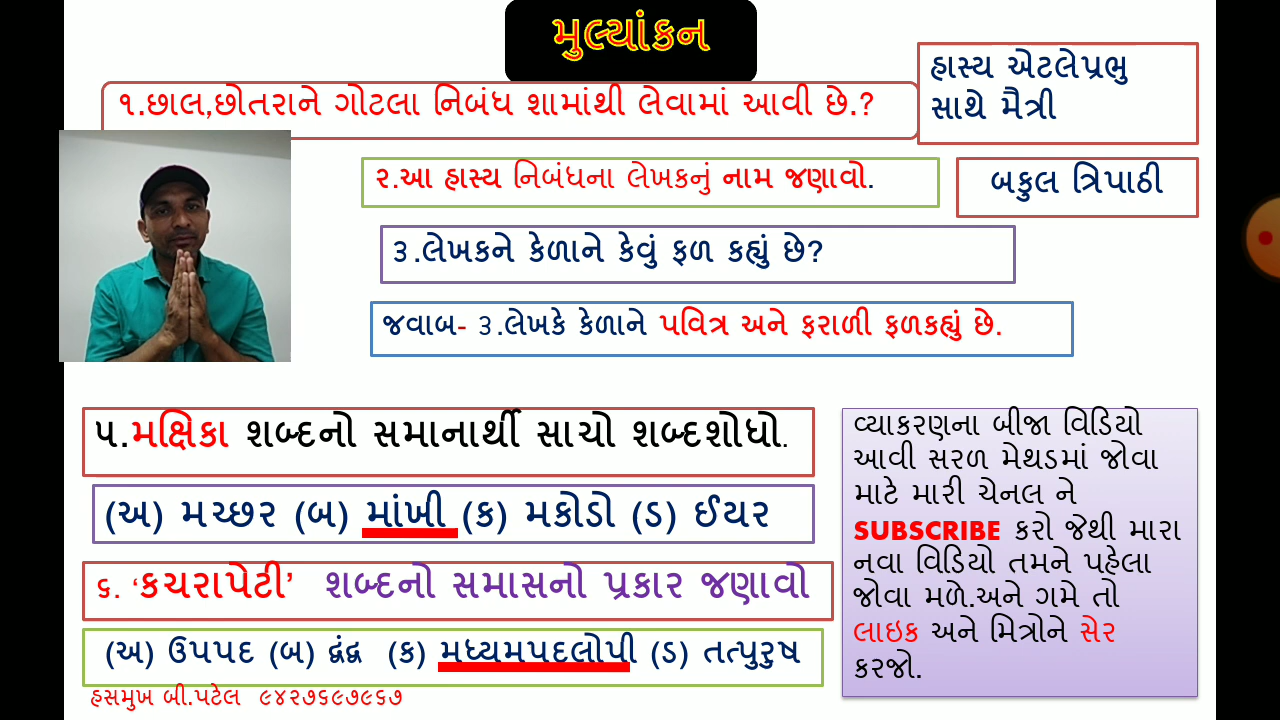 મુલ્યાંકન
૧.છાલ,છોતરાને ગોટલા નિબંધ શામાંથી લેવામાં આવી છે.?
હાસ્ય એટલેપ્રભુ
સાથે મૈત્રી
ર.આ હાસ્ય નિબંધના લેખકનું નામ જણાવો.
બકુલ ત્રિપાઠી
૩.લેખકને કેળાને કેવું ફળ કહ્યું છે?
જવાબ- ૩.લેખકે કેળાને પવિત્ર અને ફરાળી ફળકહ્યું છે.
૫.મક્ષિકા શબ્દનો સમાનાર્થી સાચો શબ્દશોધો.
(અ) મચ્છર (બ) માંખી (ક) મકોડો (ડ) ઈયર
૬. ‘કચરાપેટી’ શબ્દનો સમાસનો પ્રકાર જણાવો
(અ) ઉપપદ (બ) દ્વંદ્વ (ક) મધ્યમપદલોપી (ડ) તત્પુરુષ
હસમુખ બી.પટેલ ૯૪૨૭૬૯૭૯૬૭
વ્યાકરણના બીજા વિડિયો
આવી સરળ મેથડમાં જોવા
માટે મારી ચેનલ ને
SUBSCRIBE કરો જેથી મારા
નવા વિડિયો તમને પહેલા
જોવા મળે.અને ગમે તો
લાઇક અને મિત્રોને સેર
કરજો.